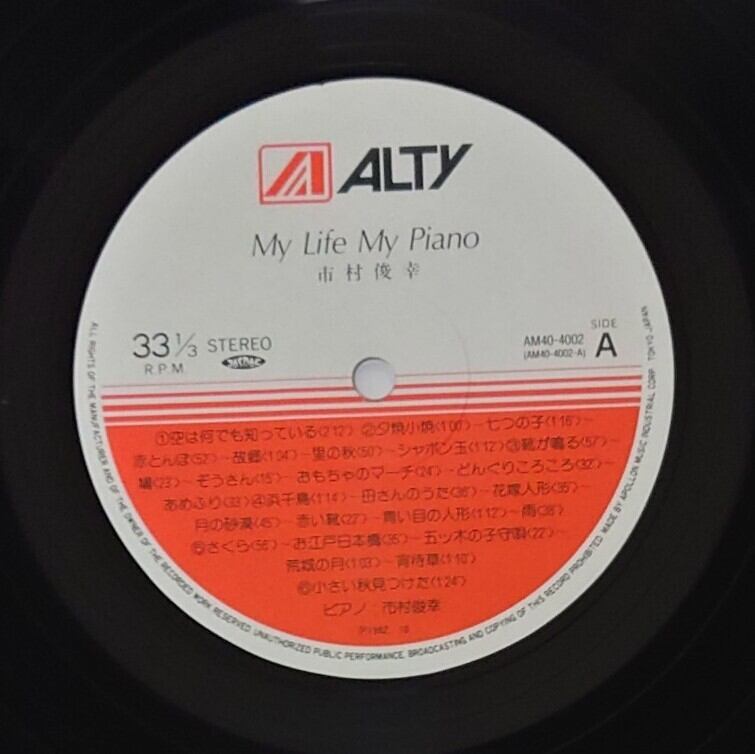 ALTY
My Life My Piano
市村俊幸
33 1/3 STEREO
R.P.M.
SIDE
A
AM40-4002
(AM40-4002-A)
①空は何でも知っている(2'12") ②夕焼小焼(1'00")～七つの子(1'16")～
赤とんぼ(52")～故郷(1'04")～里の秋(50")～シャボン玉(1'12") ③靴が鳴る(57")～
鳩(23")～ぞうさん(15")～おもちゃのマーチ(24")～どんぐりころころ(32")～
あめふり(33") ④浜千鳥(1'14")～母さんのうた(36")～花嫁人形(35")～
月の砂漠(45")～赤い靴(27")～青い目の人形(1'12")～雨(38")
⑤さくら(56")～お江戸日本橋(35")～五ッ木の子守唄(22")～
荒城の月(1'03")～宵待草(1'10")
⑥小さい秋見つけた(1'24")
ピアノ：市村俊幸
ALL RIGHTS OF THE MANUFACTURER AND OF THE OWNER OF THE RECORDED WORK RESERVED. UNAUTHORIZED PUBLIC PERFORMANCE, BROADCASTING AND COPYING OF THIS RECORD PROHIBITED. MADE BY APOLLON MUSIC INDUSTRIAL CORP. TOKYO JAPAN